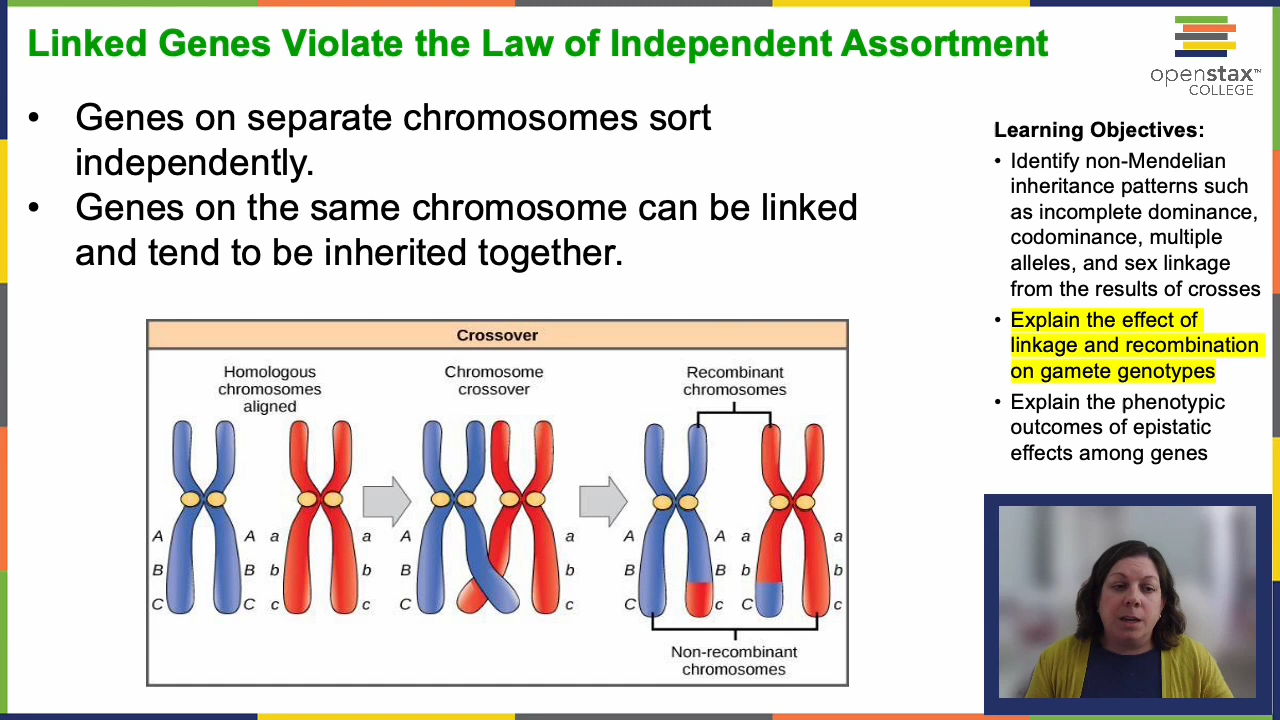 Linked Genes Violate the Law of Independent Assortment
openstax™
COLLEGE
• Genes on separate chromosomes sort
independently.
• Genes on the same chromosome can be linked
and tend to be inherited together.
Learning Objectives:
• Identify non-Mendelian
inheritance patterns such
as incomplete dominance,
codominance, multiple
alleles, and sex linkage
from the results of crosses
• Explain the effect of
linkage and recombination
on gamete genotypes
• Explain the phenotypic
outcomes of epistatic
effects among genes
Crossover
Homologous
chromosomes
aligned
Chromosome
crossover
Recombinant
chromosomes
A A a a A a A A a a
B B b b B b B B b b
C C c c C c C c C c
Non-recombinant
chromosomes